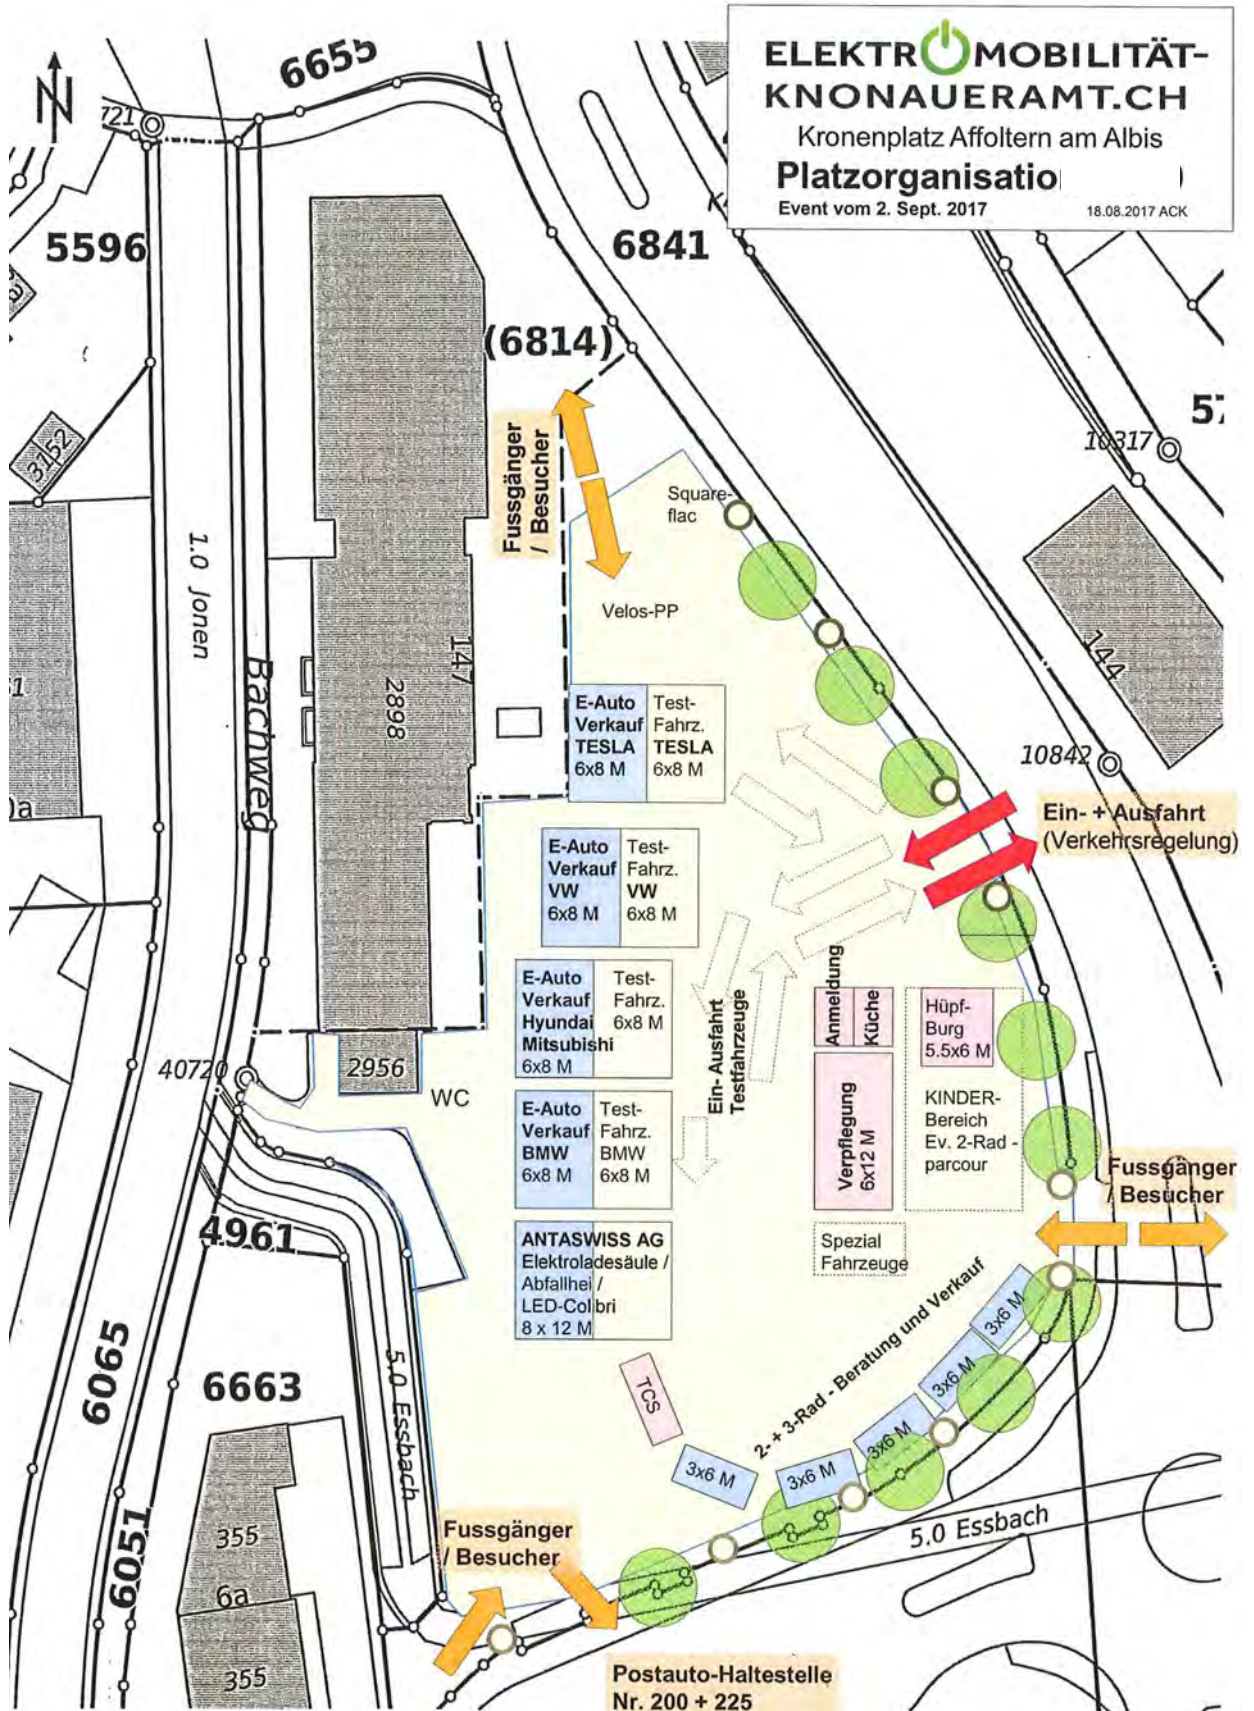 ELEKTROMOBILITÄT-
KNONAUERAMT.CH
Kronenplatz Affoltern am Albis
Platzorganisatio
Event vom 2. Sept. 2017
18.08.2017 ACK
N
6655
721
5596
6841
(6814)
3152
10317
Fussgänger
/ Besucher
Square-
flac
1.0 Jonen
Velos-PP
147
144
2898
Bachweg
E-Auto
Verkauf
TESLA
6x8 M
Test-
Fahrz.
TESLA
6x8 M
10842
Ein- + Ausfahrt
(Verkehrsregelung)
E-Auto
Verkauf
VW
6x8 M
Test-
Fahrz.
VW
6x8 M
E-Auto
Verkauf
Hyundai
Mitsubishi
6x8 M
Test-
Fahrz.
6x8 M
Ein- Ausfahrt
Testfahrzeuge
Anmeldung
Küche
Hüpf-
Burg
5.5x6 M
40720
2956
WC
E-Auto
Verkauf
BMW
6x8 M
Test-
Fahrz.
BMW
6x8 M
Verpflegung
6x12 M
KINDER-
Bereich
Ev. 2-Rad -
parcour
Fussgänger
/ Besucher
4961
ANTASWISS AG
Elektroladesäule /
Abfallhei /
LED-Colibri
8 x 12 M
Spezial
Fahrzeuge
2- + 3-Rad - Beratung und Verkauf
3x6 M
3x6 M
3x6 M
3x6 M
3x6 M
TCS
6065
6663
5.0 Essbach
6051
355
6a
355
Fussgänger
/ Besucher
5.0 Essbach
Postauto-Haltestelle
Nr. 200 + 225